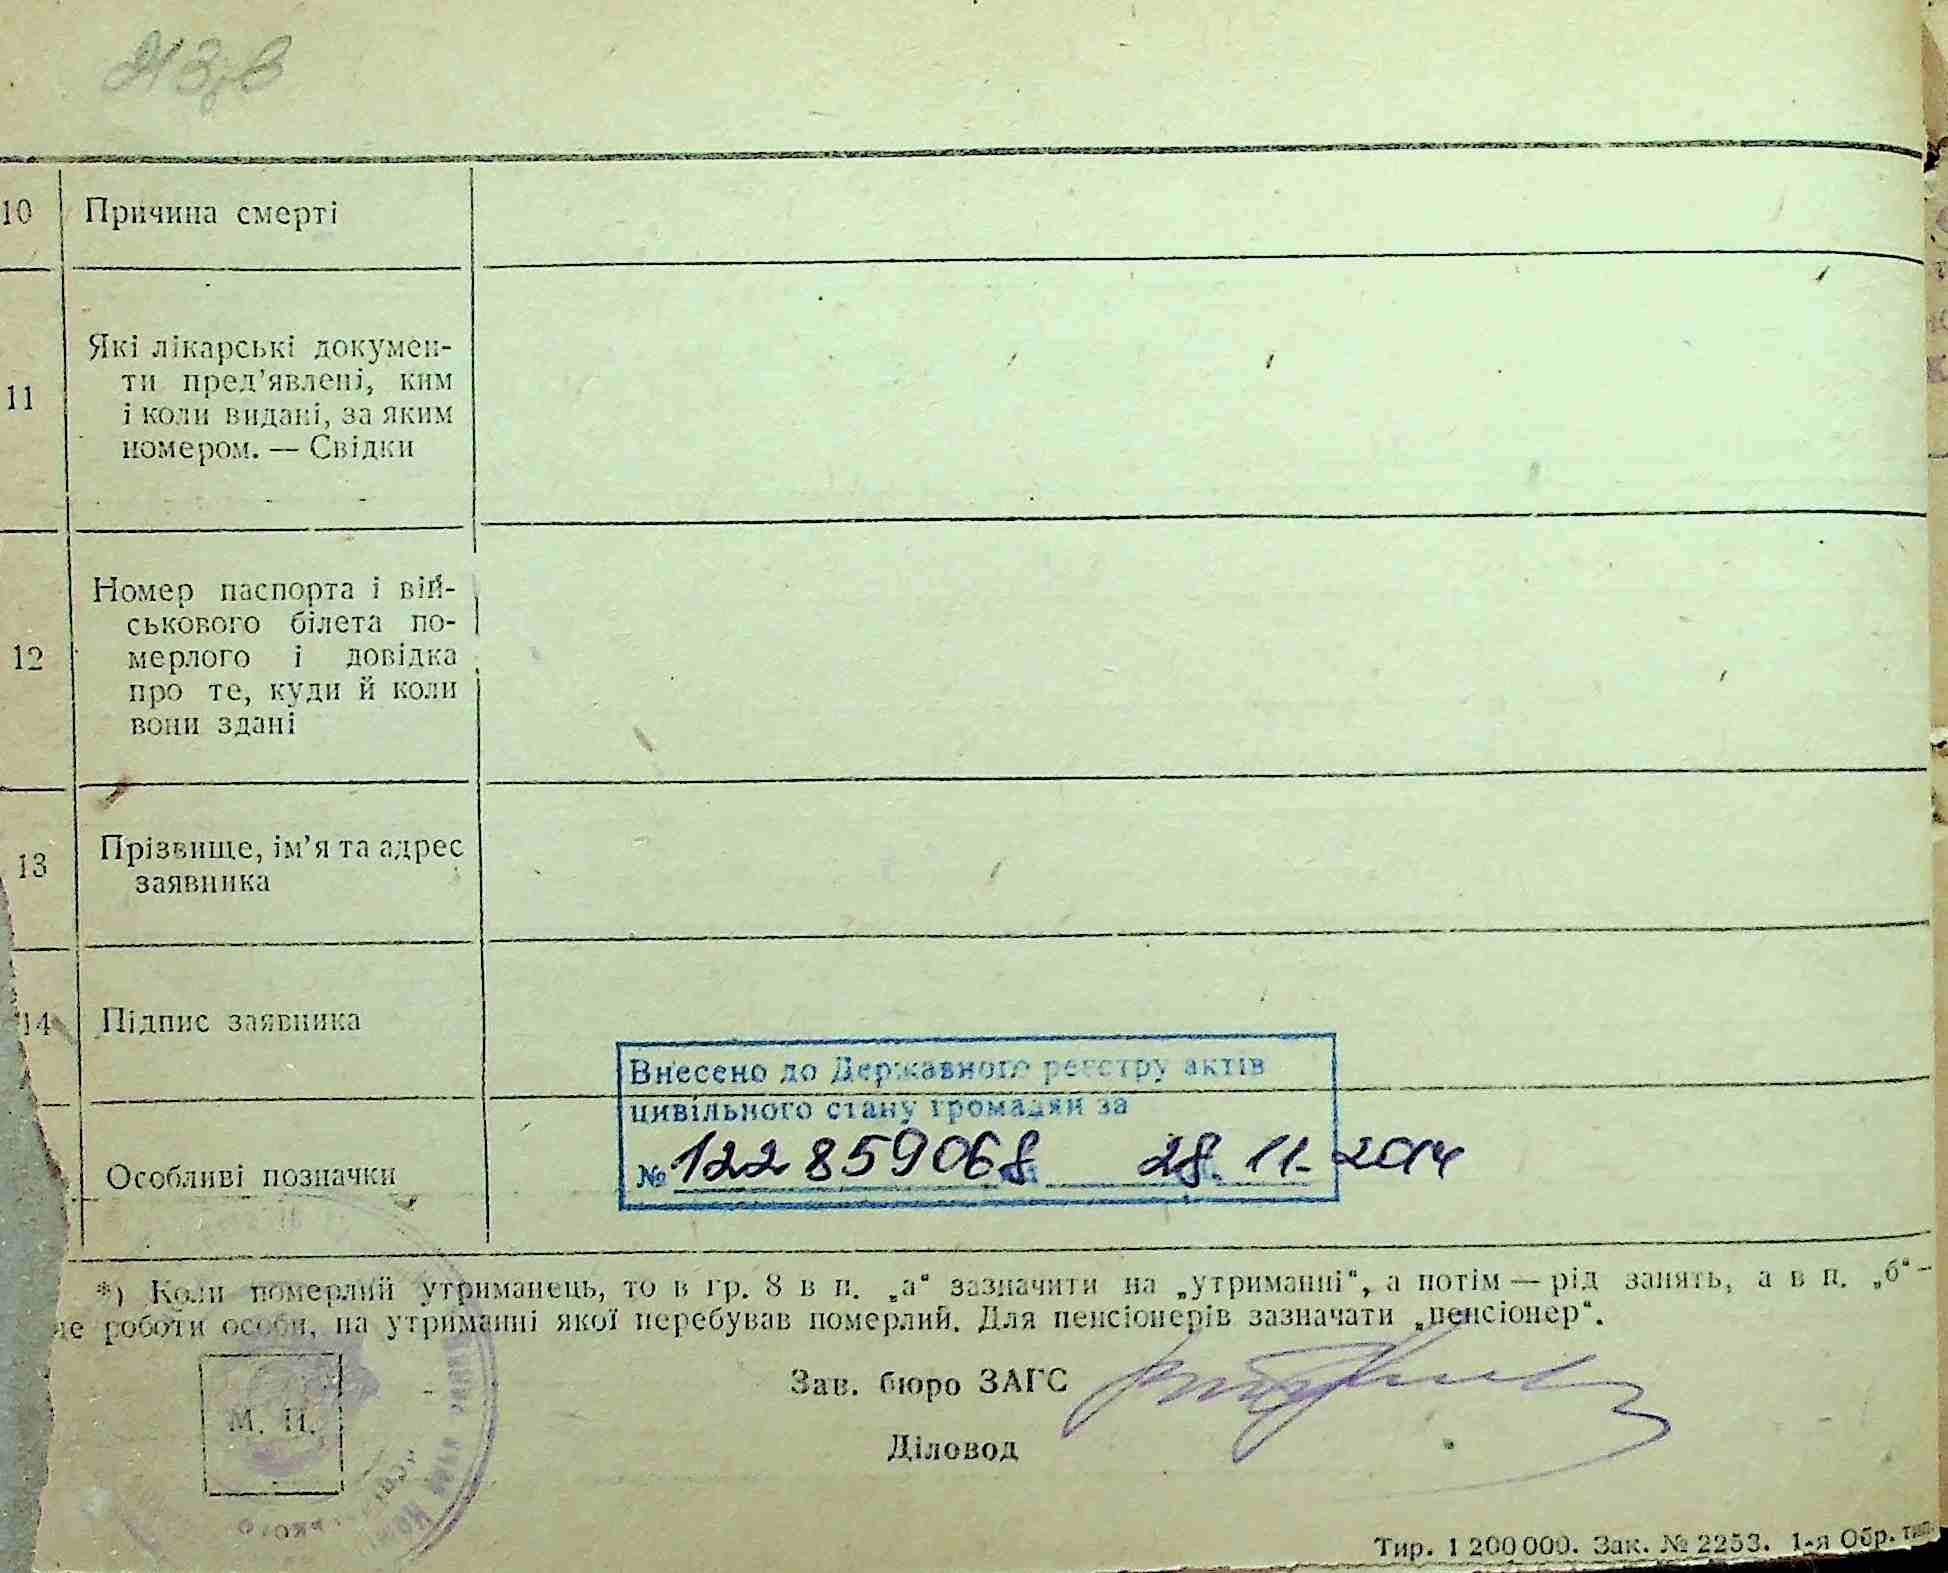 10 Причина смерті
11 Які лікарські докумен-
ти пред'явлені, ким
і коли видані, за яким
номером. — Свідки
12 Номер паспорта і вій-
ськового білета по-
мерлого і довідка
про те, куди й коли
вони здані
13 Прізвище, ім'я та адрес
заявника
14 Підпис заявника
Внесено до Державного реєстру актів
цивільного стану громадян за
№ 12285906 28.11.2014
Особливі позначки
*) Коли померлий утриманець, то в гр. 8 в п. „а“ зазначити на „утриманні“, а потім — рід занять, а в п. „б“ —
де роботи особи, на утриманні якої перебував померлий. Для пенсіонерів зазначати „пенсіонер“.
Зав. бюро ЗАГС
М. П.
Діловод
Тир. 1 200 000. Зак. № 2253. 1-я Обр. тип.